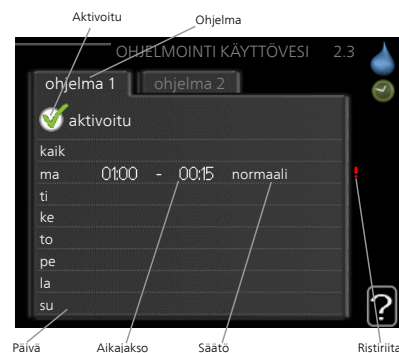 Aktivoitu
Ohjelma
OHJELMOINTI KÄYTTÖVESI 2.3
ohjelma 1 ohjelma 2
aktivoitu
kaik
ma 01:00 - 00:15 normaali !
ti
ke
to
pe
la
su
?
Päivä Aikajakso Säätö Ristiriita